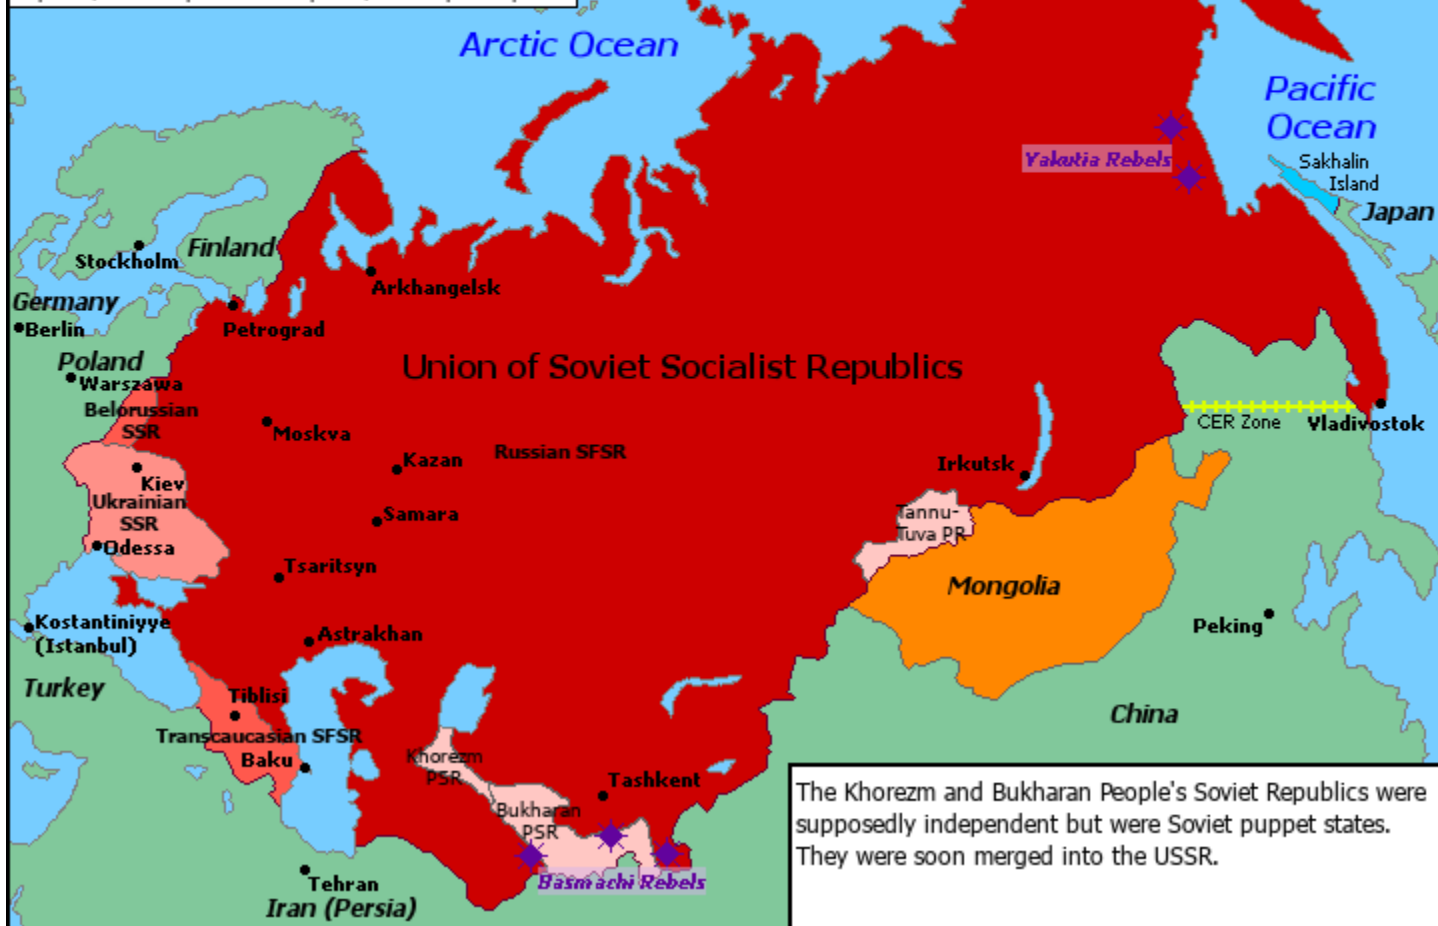 Arctic Ocean
Pacific
Ocean
Yakutia Rebels
Sakhalin
Island
Japan
Finland
Stockholm
Arkhangelsk
Germany
Berlin
Petrograd
Poland
Warszawa
Union of Soviet Socialist Republics
Belorussian
SSR
Moskva
CER Zone
Vladivostok
Kazan
Russian SFSR
Irkutsk
Kiev
Ukrainian
SSR
Samara
Tannu-
Tuva PR
Odessa
Tsaritsyn
Mongolia
Kostantiniyye
(Istanbul)
Astrakhan
Peking
Turkey
Tiblisi
China
Transcaucasian SFSR
Baku
Khorezm
PSR
Tashkent
Bukharan
PSR
Basmachi Rebels
Tehran
Iran (Persia)
The Khorezm and Bukharan People's Soviet Republics were
supposedly independent but were Soviet puppet states.
They were soon merged into the USSR.